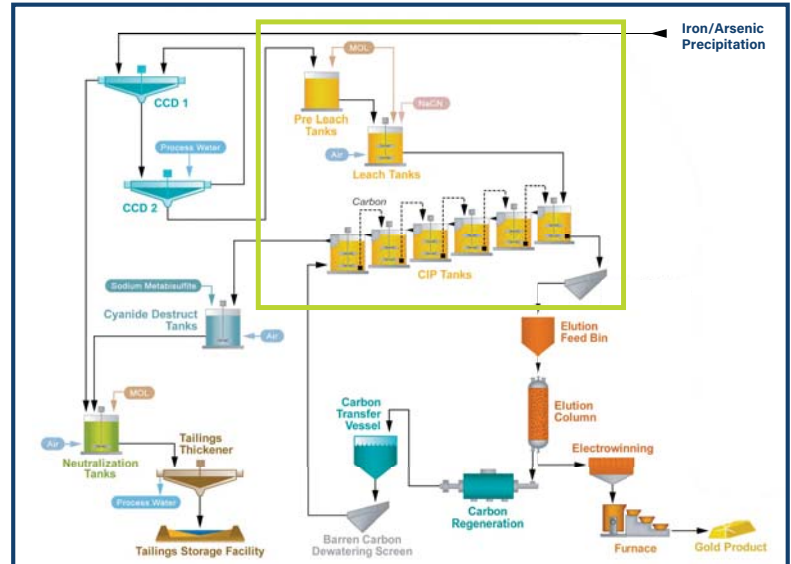 Iron/Arsenic
Precipitation
MOL
CCD 1
NaCN
Pre Leach
Tanks
Process Water
Air
Leach Tanks
CCD 2
Carbon
CIP Tanks
Sodium Metabisulfite
Cyanide Destruct
Tanks
Air
Elution
Feed Bin
MOL
Carbon
Transfer
Vessel
Elution
Column
Air
Tailings
Thickener
Neutralization
Tanks
Electrowinning
Process Water
Carbon
Regeneration
Tailings Storage Facility
Barren Carbon
Dewatering Screen
Furnace
Gold Product